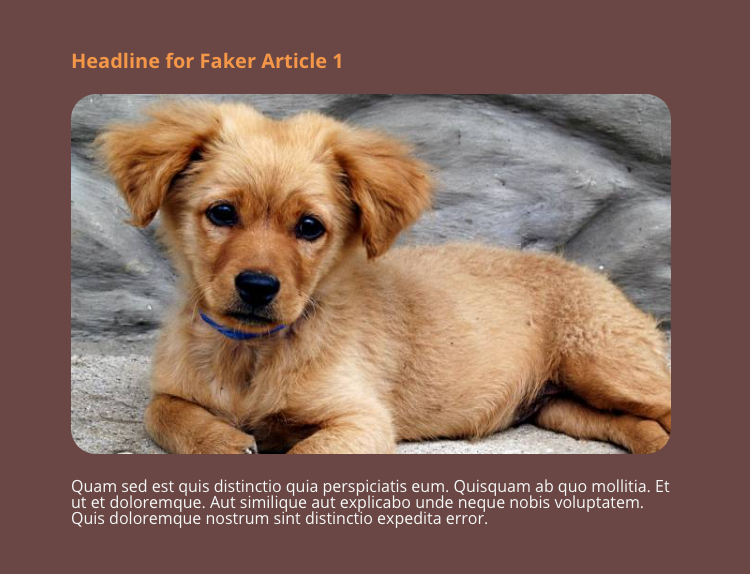 Headline for Faker Article 1
Quam sed est quis distinctio quia perspiciatis eum. Quisquam ab quo mollitia. Et
ut et doloremque. Aut similique aut explicabo unde neque nobis voluptatem.
Quis doloremque nostrum sint distinctio expedita error.